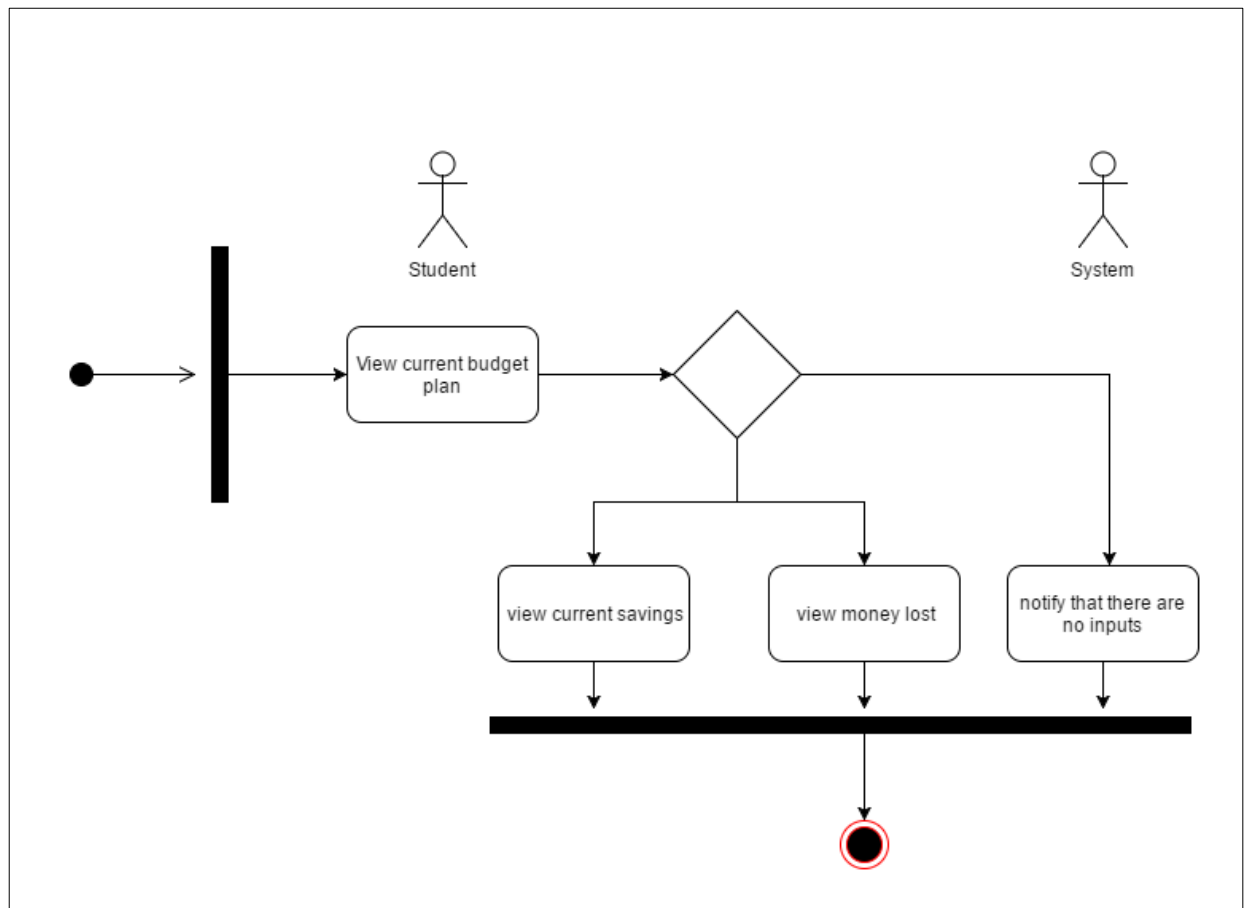 Student
System
View current budget
plan
view current savings
view money lost
notify that there are
no inputs